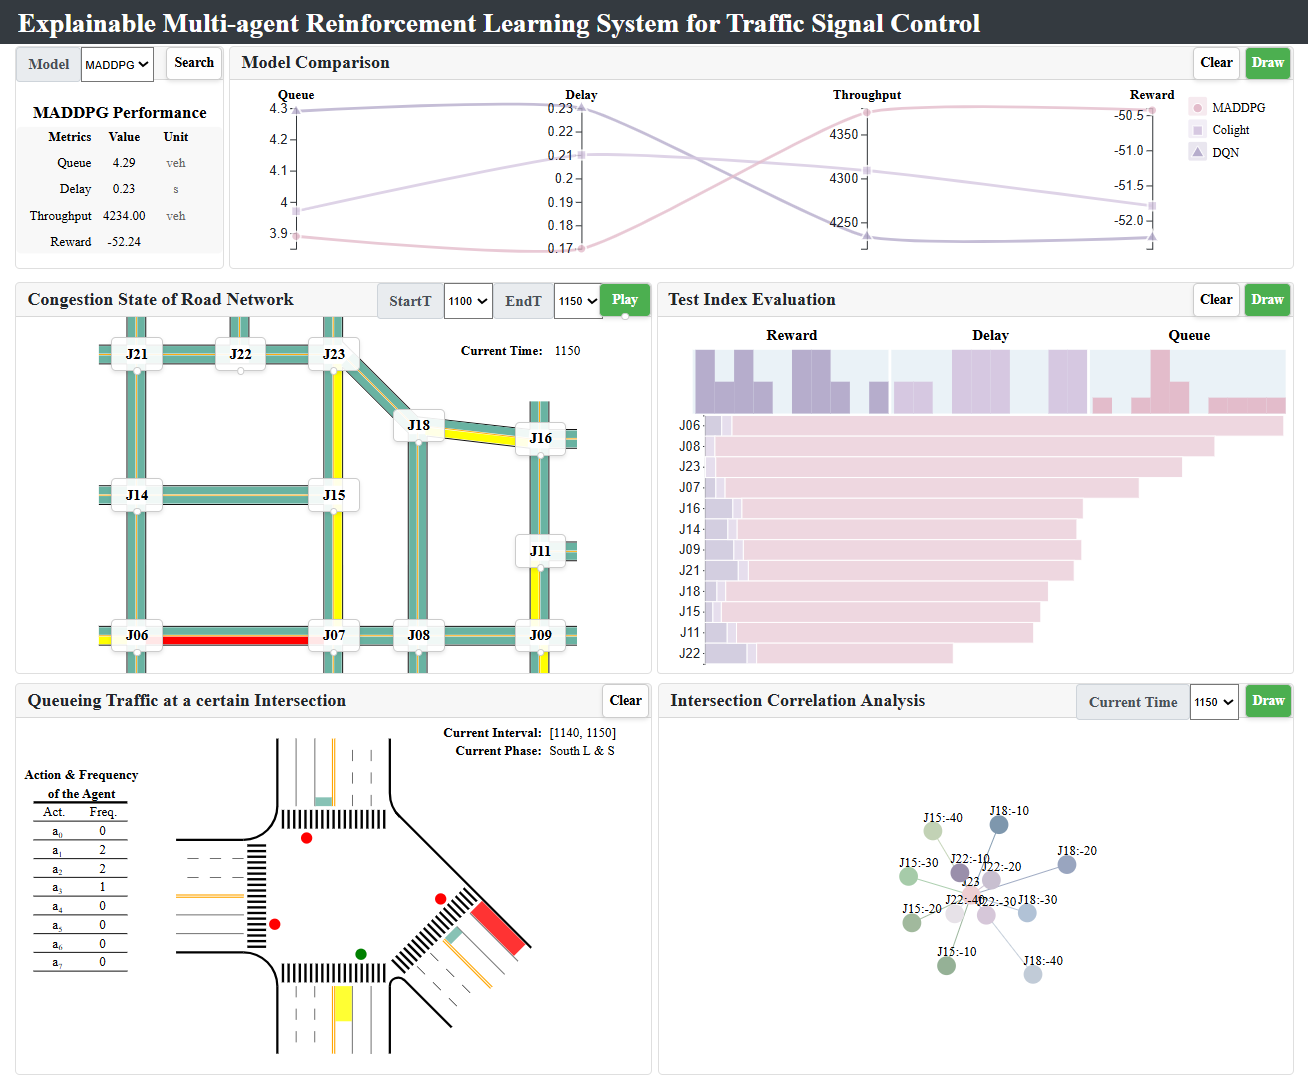 Explainable Multi-agent Reinforcement Learning System for Traffic Signal Control
Model MADDPG Search
MADDPG Performance
Metrics Value Unit
Queue 4.29 veh
Delay 0.23 s
Throughput 4234.00 veh
Reward -52.24
Model Comparison Clear Draw
Queue Delay Throughput Reward
4.3
4.2
4.1
4
3.9
0.23
0.22
0.21
0.2
0.19
0.18
0.17
4350
4300
4250
-50.5
-51.0
-51.5
-52.0
MADDPG
Colight
DQN
Congestion State of Road Network StartT 1100 EndT 1150 Play
Current Time: 1150
J21 J22 J23
J18 J16
J14 J15
J11
J06 J07 J08 J09
Test Index Evaluation Clear Draw
Reward Delay Queue
J06
J08
J23
J07
J16
J14
J09
J21
J18
J15
J11
J22
Queueing Traffic at a certain Intersection Clear
Current Interval: [1140, 1150]
Current Phase: South L & S
Action & Frequency
of the Agent
Act. Freq.
a0 0
a1 2
a2 2
a3 1
a4 0
a5 0
a6 0
a7 0
Intersection Correlation Analysis Current Time 1150 Draw
J18:-10
J15:-40
J18:-20
J22:-10
J15:-30
J22:-20
J23
J22:-40
J22:-30
J18:-30
J15:-20
J15:-10
J18:-40